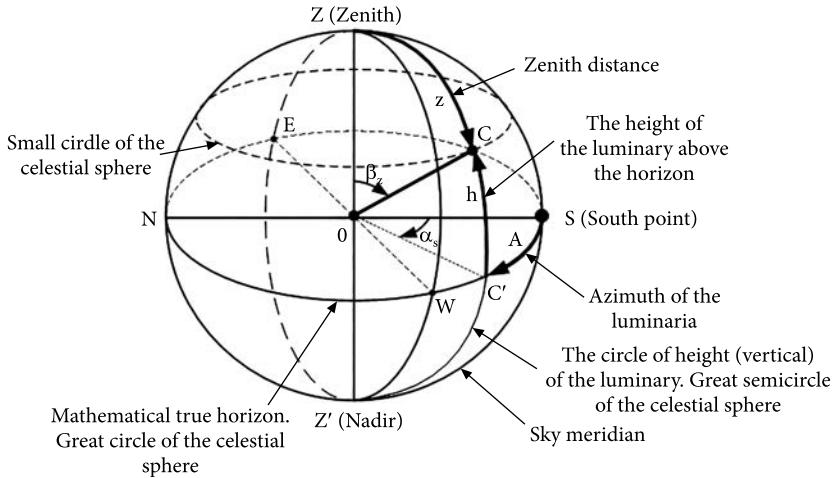 Z (Zenith)
Zenith distance
z
E
C
Small cirdle of the
celestial sphere
The height of
the luminary above
the horizon
βz
h
N
0
αs
A
S (South point)
W
C′
Azimuth of the
luminaria
The circle of height (vertical)
of the luminary. Great semicircle
of the celestial sphere
Mathematical true horizon.
Great circle of the celestial
sphere
Z′ (Nadir)
Sky meridian